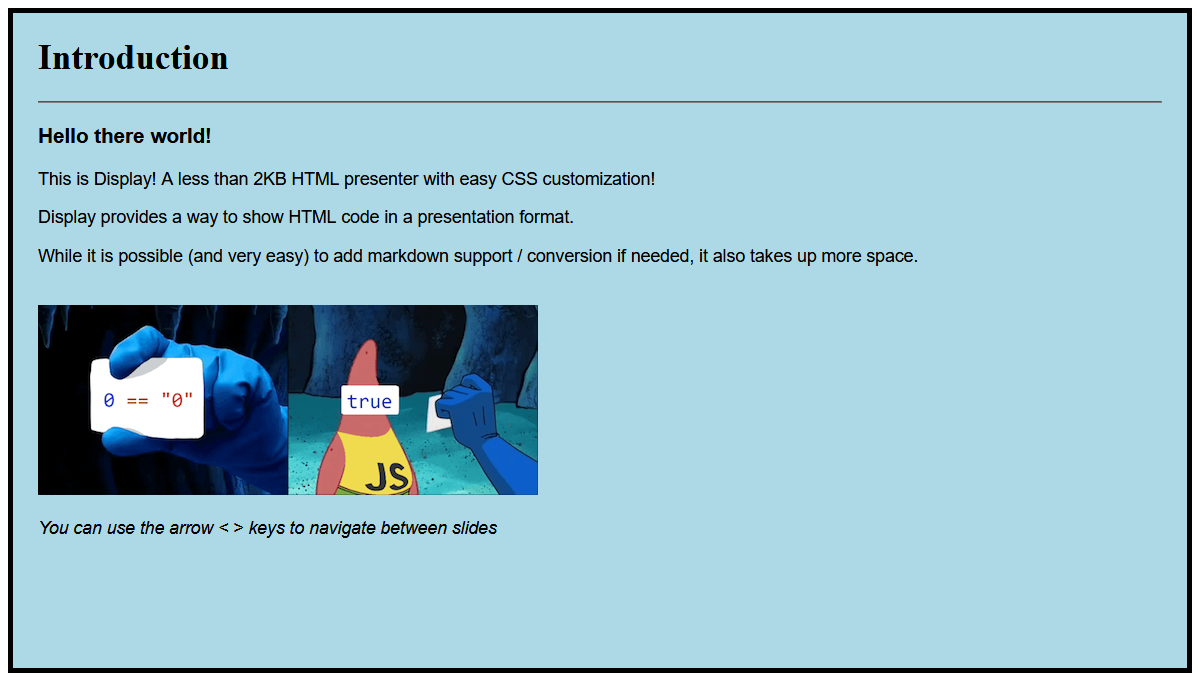 Introduction
Hello there world!
This is Display! A less than 2KB HTML presenter with easy CSS customization!
Display provides a way to show HTML code in a presentation format.
While it is possible (and very easy) to add markdown support / conversion if needed, it also takes up more space.
0 == "0"
true
JS
You can use the arrow < > keys to navigate between slides